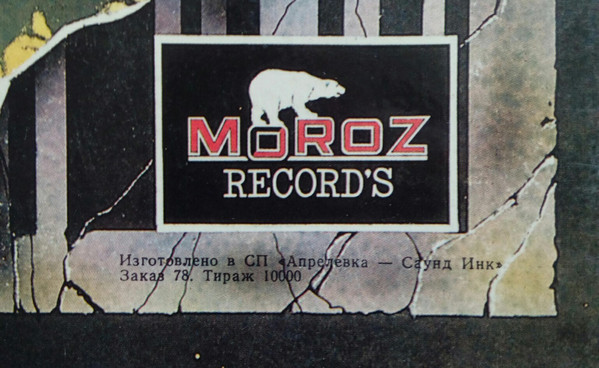 MOROZ
RECORD'S
Изготовлено в СП «Апрелевка — Саунд Инк»
Заказ 78. Тираж 10000